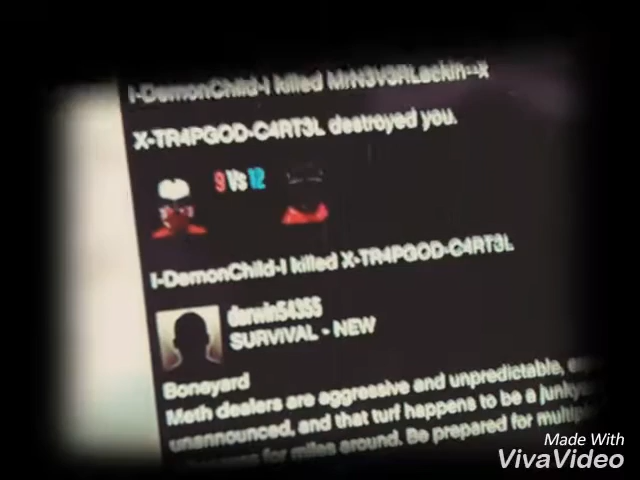 I-DemonChild-I killed MrN3V3RLackin--X
X-TR4PGOD-C4RT3L destroyed you.
9 Vs 12
I-DemonChild-I killed X-TR4PGOD-C4RT3L
darwin54355
SURVIVAL - NEW
Boneyard
Meth dealers are aggressive and unpredictable,
unannounced, and that turf happens to be a
for miles around. Be prepared for
Made With
VivaVideo